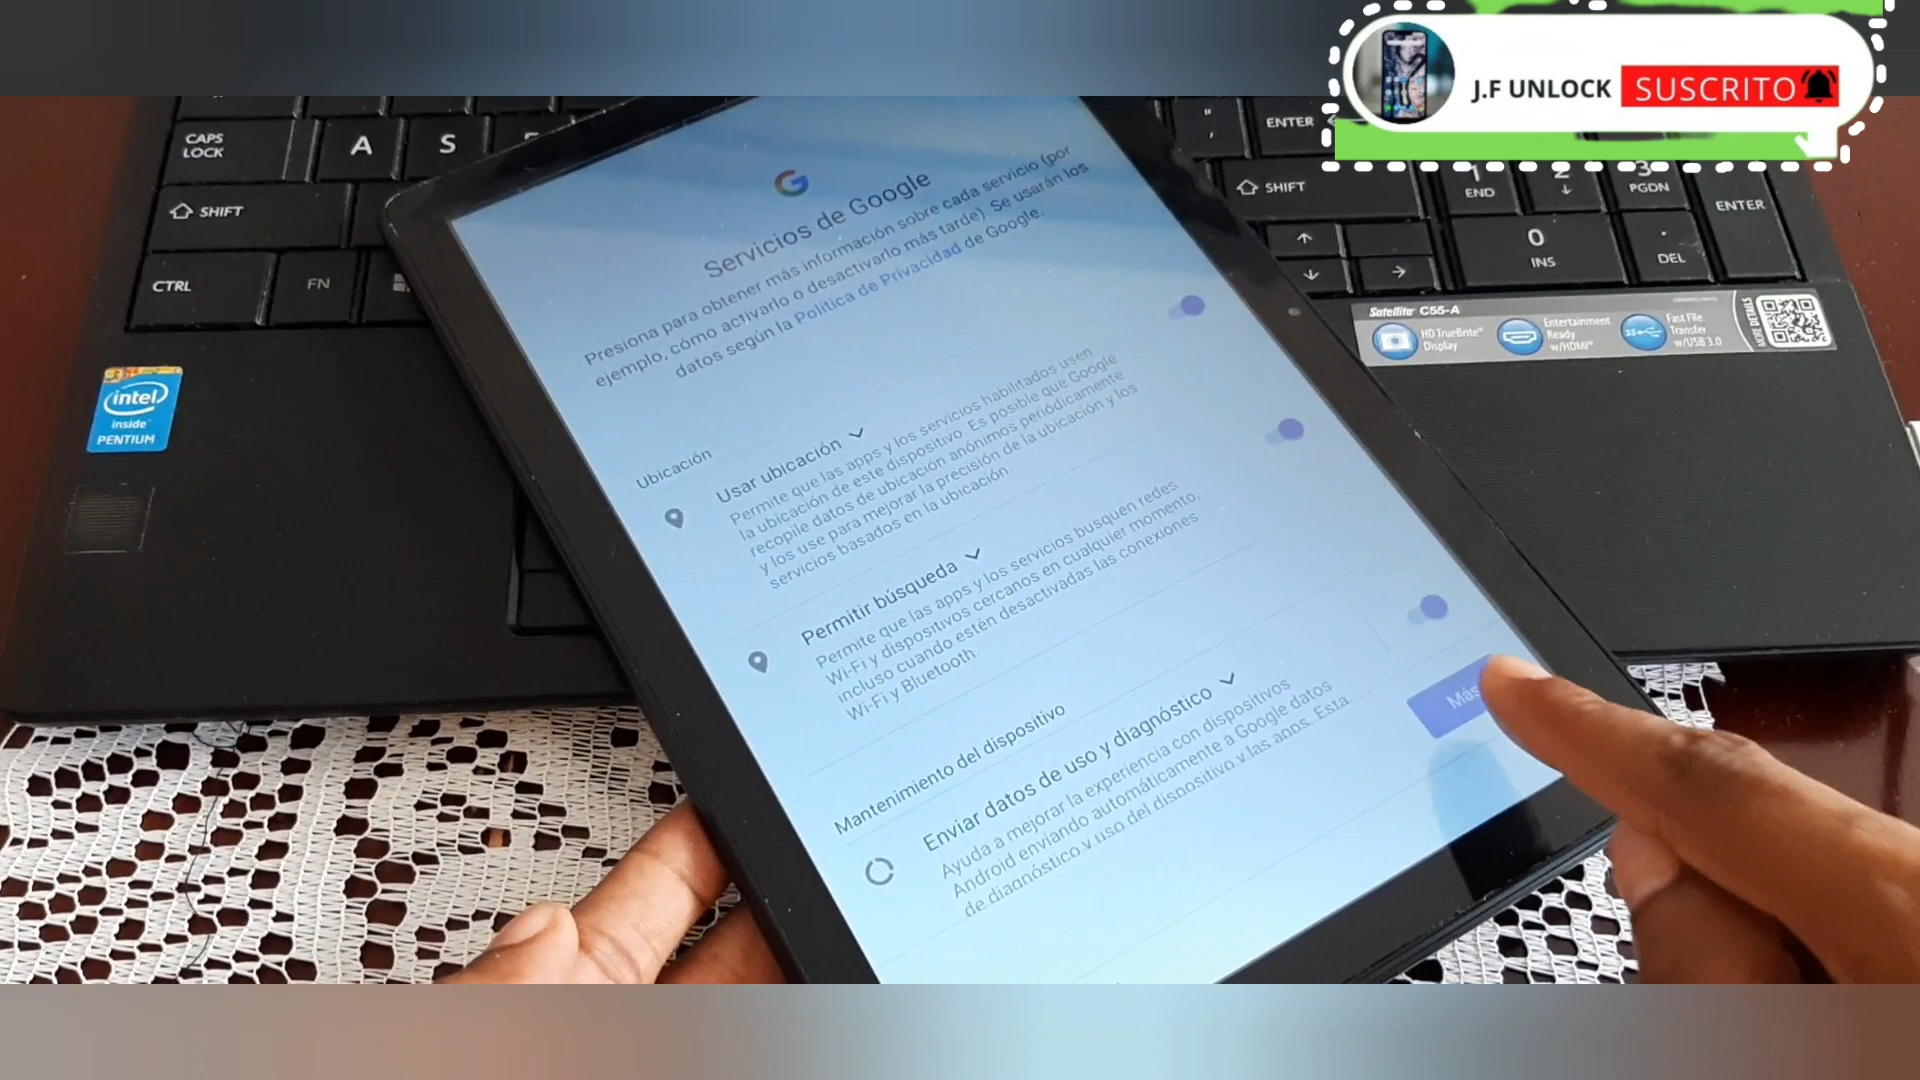 J.F UNLOCK SUSCRITO
CAPS
LOCK
A
S
ENTER
SHIFT
CTRL
FN
SHIFT
1
END
2
3
PGDN
ENTER
0
INS
.
DEL
Satellite C55-A
HD TruBrite®
Display
Entertainment
Ready
w/HDMI®
Fast File
Transfer
w/USB 3.0
MORE DETAILS
intel
inside™
PENTIUM
Servicios de Google
Presiona para obtener más información sobre cada servicio (por
ejemplo, cómo activarlo o desactivarlo más tarde). Se usarán los
datos según la Política de Privacidad de Google.
Ubicación
Usar ubicación
Permite que las apps y los servicios habilitados usen
la ubicación de este dispositivo. Es posible que Google
recopile datos de ubicación anónimos periódicamente
y los use para mejorar la precisión de la ubicación y los
servicios basados en la ubicación.
Permitir búsqueda
Permite que las apps y los servicios busquen redes
Wi-Fi y dispositivos cercanos en cualquier momento,
incluso cuando estén desactivadas las conexiones
Wi-Fi y Bluetooth.
Mantenimiento del dispositivo
Enviar datos de uso y diagnóstico
Ayuda a mejorar la experiencia con dispositivos
Android enviando automáticamente a Google datos
de diagnóstico y uso del dispositivo y las apps. Esta
Más